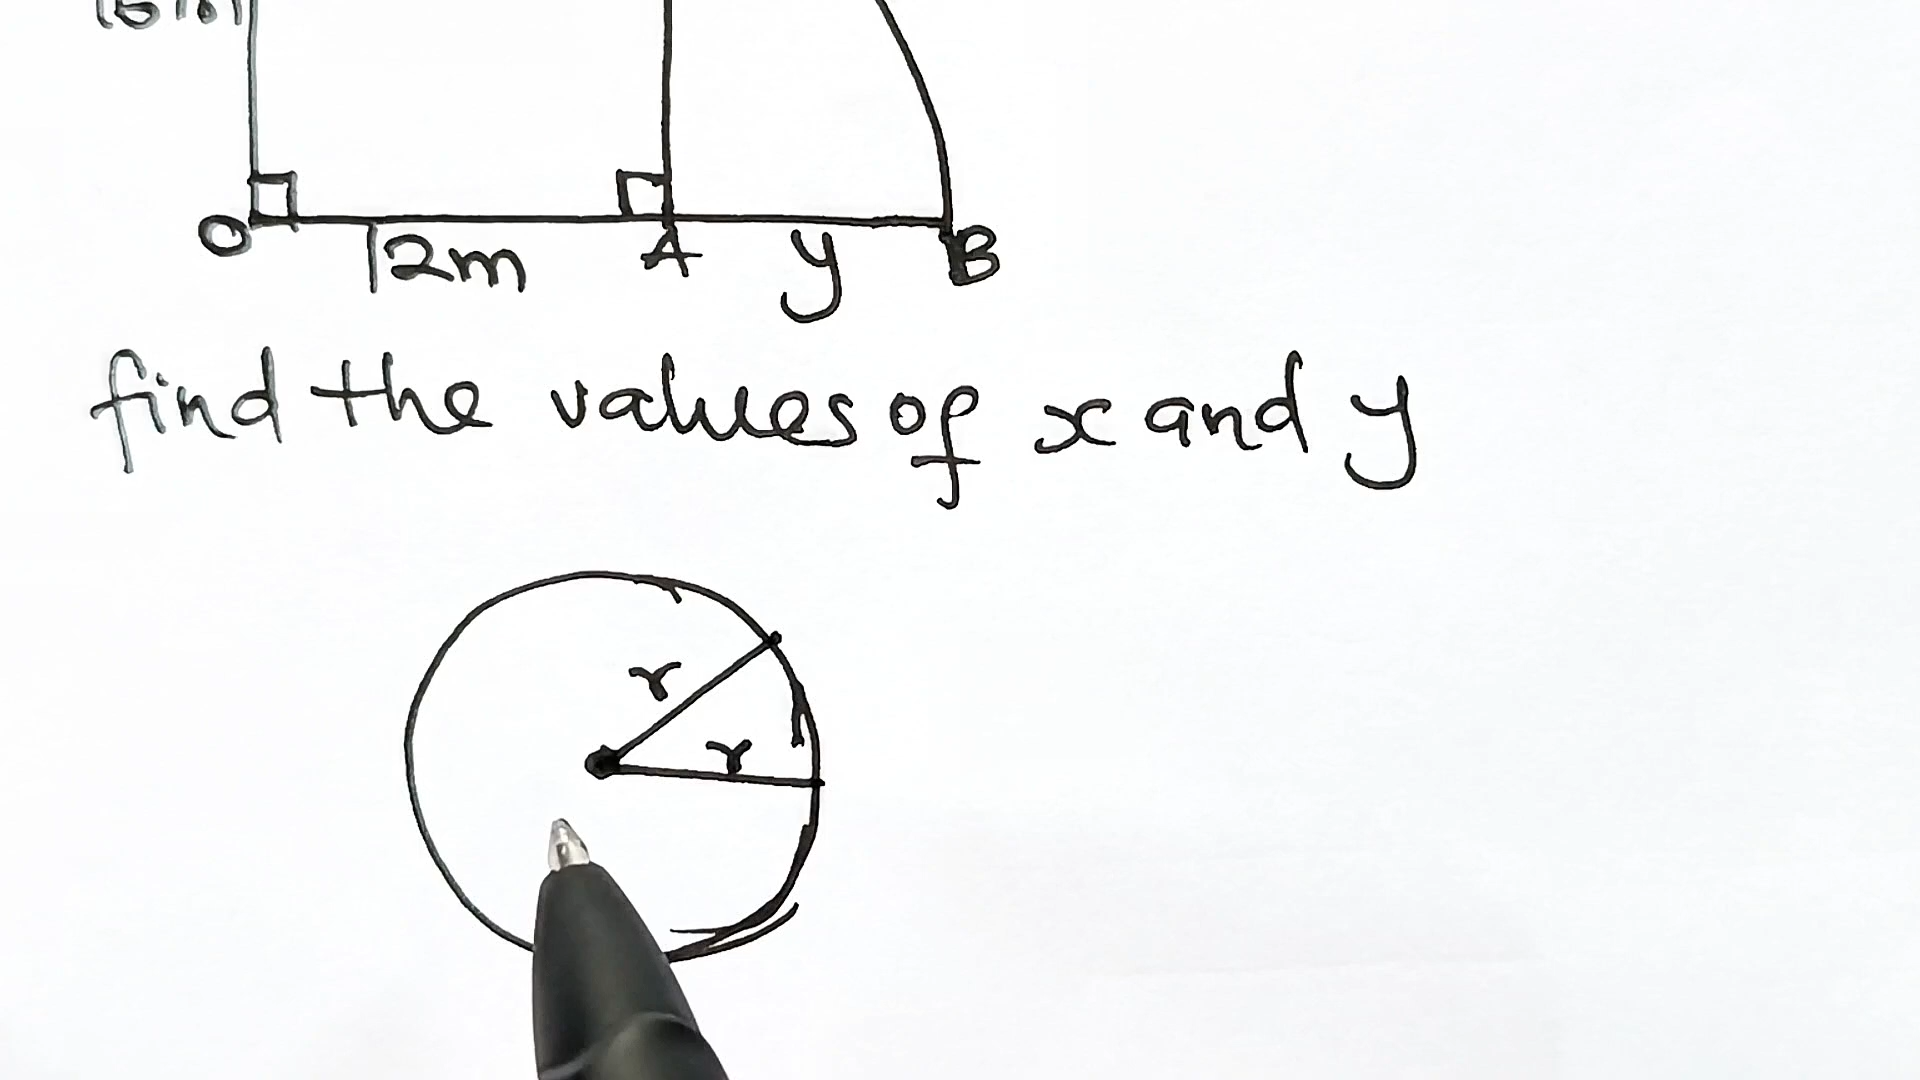 O 12m A y B
find the values of x and y
r
r